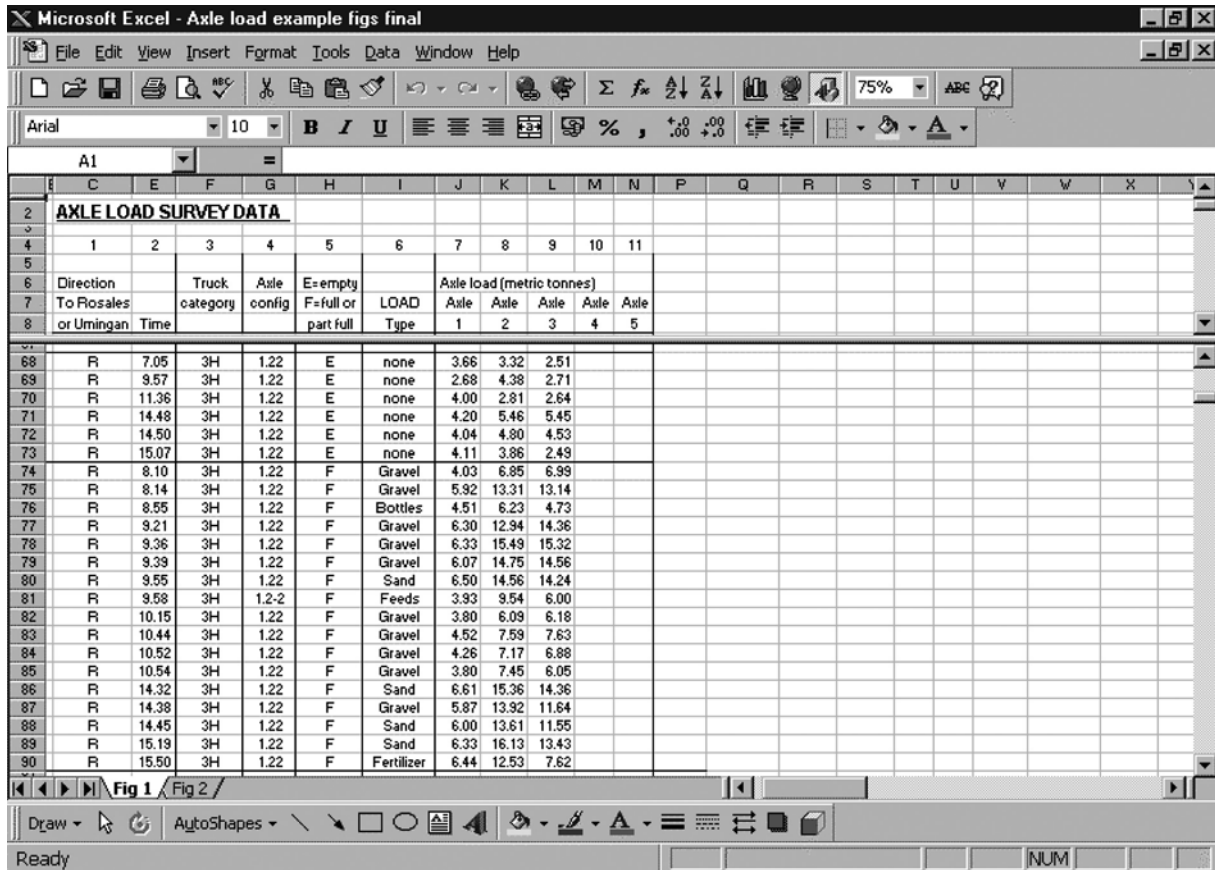 Microsoft Excel - Axle load example figs final
File Edit View Insert Format Tools Data Window Help
75%
Arial 10 B I U
A1 =
C E F G H I J K L M N P Q R S T U V W X Y
2 AXLE LOAD SURVEY DATA
3
4 1 2 3 4 5 6 7 8 9 10 11
5
6 Direction Truck Axle E=empty Axle load (metric tonnes)
7 To Rosales category config F=full or LOAD Axle Axle Axle Axle Axle
8 or Umingan Time part full Type 1 2 3 4 5
68 R 7.05 3H 1.22 E none 3.66 3.32 2.51
69 R 9.57 3H 1.22 E none 2.68 4.38 2.71
70 R 11.36 3H 1.22 E none 4.00 2.81 2.64
71 R 14.48 3H 1.22 E none 4.20 5.46 5.45
72 R 14.50 3H 1.22 E none 4.04 4.80 4.53
73 R 15.07 3H 1.22 E none 4.11 3.86 2.49
74 R 8.10 3H 1.22 F Gravel 4.03 6.85 6.99
75 R 8.14 3H 1.22 F Gravel 5.92 13.31 13.14
76 R 8.55 3H 1.22 F Bottles 4.51 6.23 4.73
77 R 9.21 3H 1.22 F Gravel 6.30 12.94 14.36
78 R 9.36 3H 1.22 F Gravel 6.33 15.49 15.32
79 R 9.39 3H 1.22 F Gravel 6.07 14.75 14.56
80 R 9.55 3H 1.22 F Sand 6.50 14.56 14.24
81 R 9.58 3H 1.2-2 F Feeds 3.93 9.54 6.00
82 R 10.15 3H 1.22 F Gravel 3.80 6.09 6.18
83 R 10.44 3H 1.22 F Gravel 4.52 7.59 7.63
84 R 10.52 3H 1.22 F Gravel 4.26 7.17 6.88
85 R 10.54 3H 1.22 F Gravel 3.80 7.45 6.05
86 R 14.32 3H 1.22 F Sand 6.61 15.36 14.36
87 R 14.38 3H 1.22 F Gravel 5.87 13.92 11.64
88 R 14.45 3H 1.22 F Sand 6.00 13.61 11.55
89 R 15.19 3H 1.22 F Sand 6.33 16.13 13.43
90 R 15.50 3H 1.22 F Fertilizer 6.44 12.53 7.62
Fig 1 Fig 2
Draw AutoShapes
Ready NUM